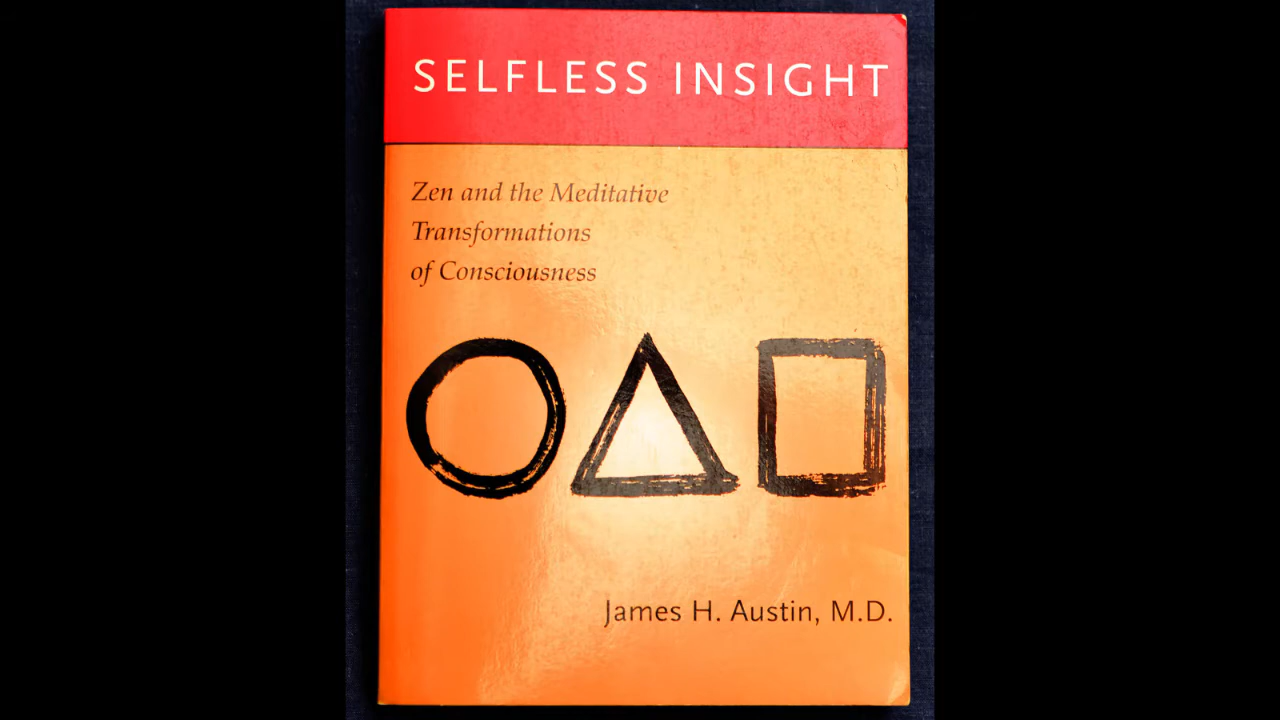 SELFLESS INSIGHT
Zen and the Meditative
Transformations
of Consciousness
James H. Austin, M.D.